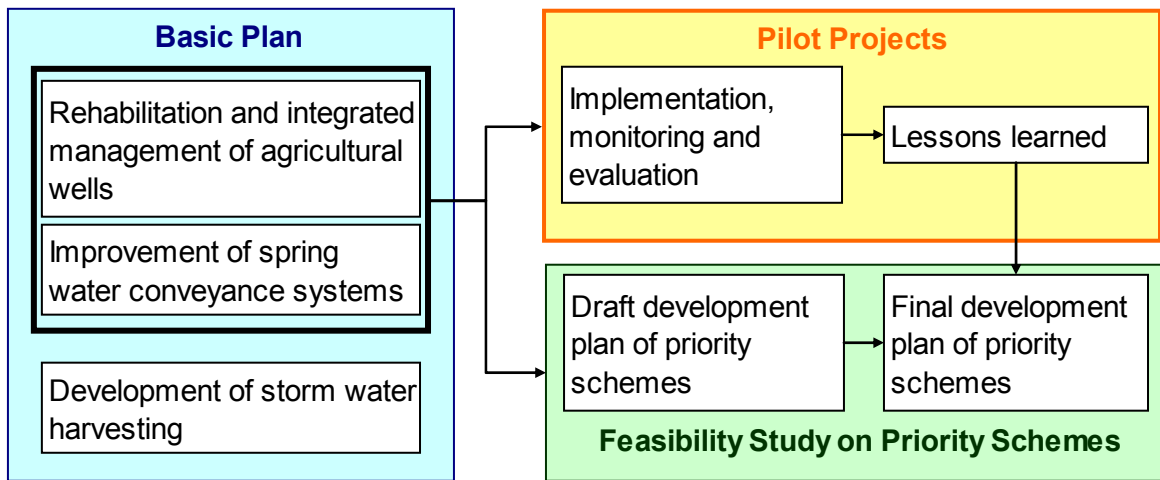 Basic Plan
Rehabilitation and integrated
management of agricultural
wells
Improvement of spring
water conveyance systems
Development of storm water
harvesting
Pilot Projects
Implementation,
monitoring and
evaluation
Lessons learned
Draft development
plan of priority
schemes
Final development
plan of priority
schemes
Feasibility Study on Priority Schemes